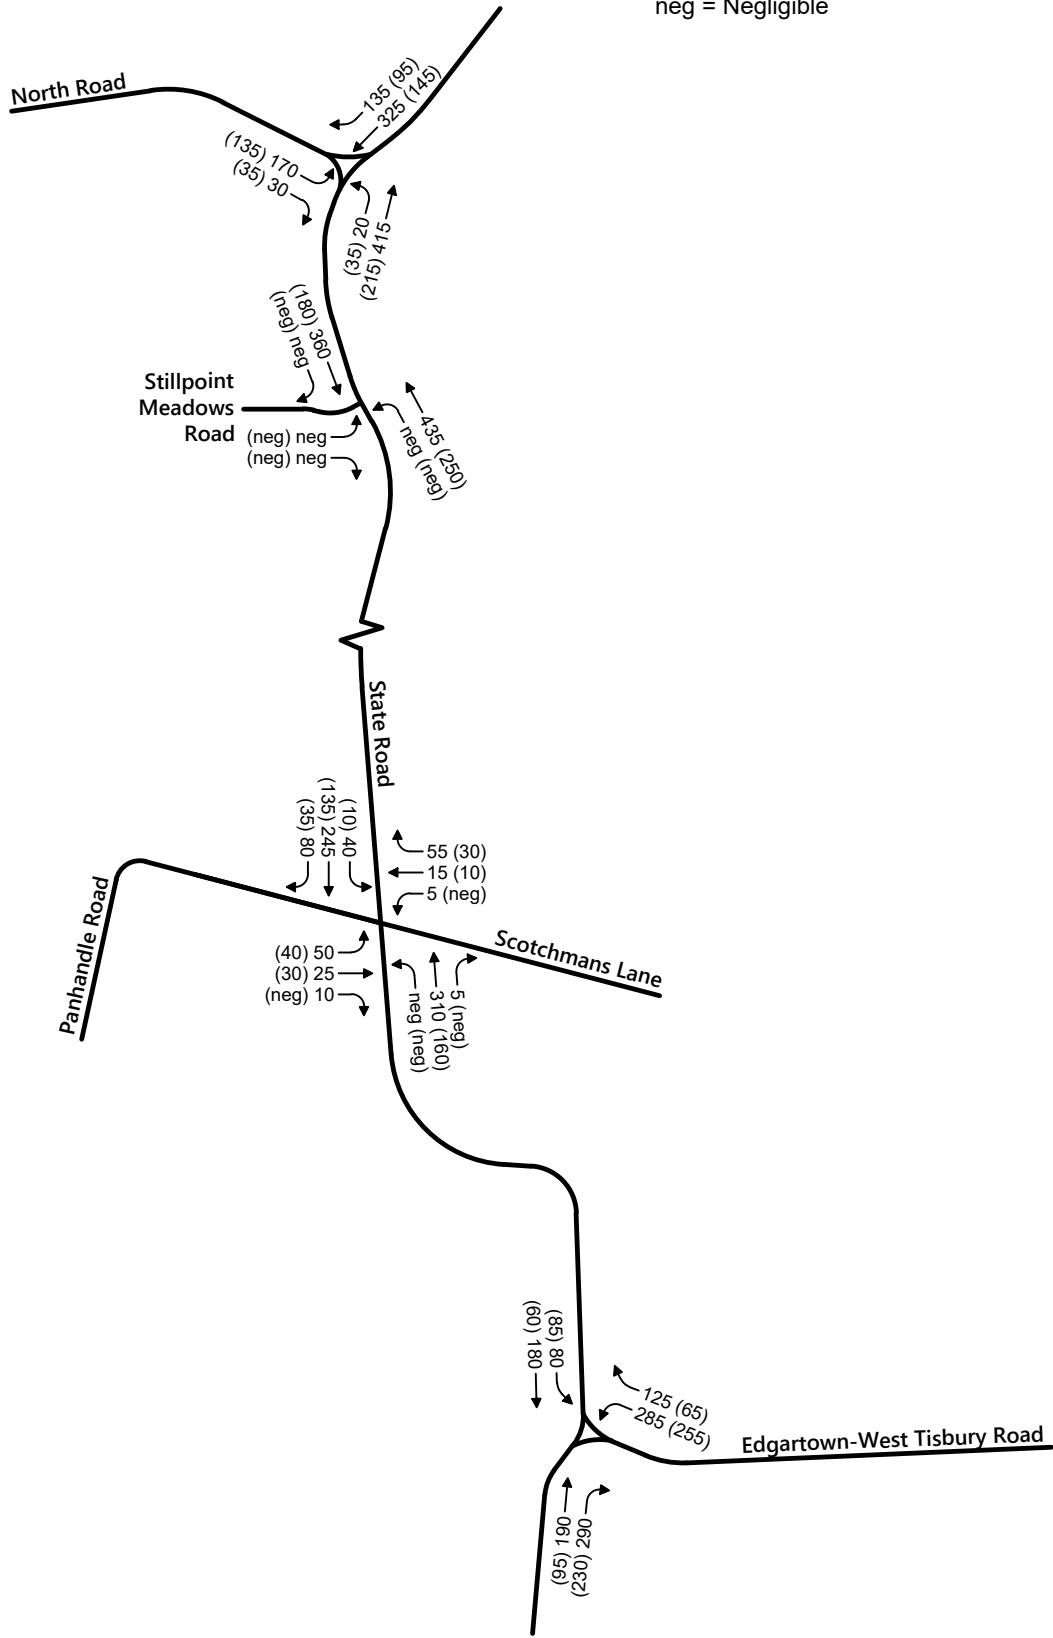 neg = Negligible
North Road
135 (95)
325 (145)
(135) 170
(35) 30
(35) 20
(215) 415
(180) 360
(neg) neg
Stillpoint
Meadows
Road
(neg) neg
(neg) neg
435 (250)
neg (neg)
State Road
(10) 40
(135) 245
(35) 80
55 (30)
15 (10)
5 (neg)
Panhandle Road
Scotchmans Lane
(40) 50
(30) 25
(neg) 10
5 (neg)
310 (160)
neg (neg)
(85) 80
(60) 180
125 (65)
285 (255)
Edgartown-West Tisbury Road
(95) 190
(230) 290